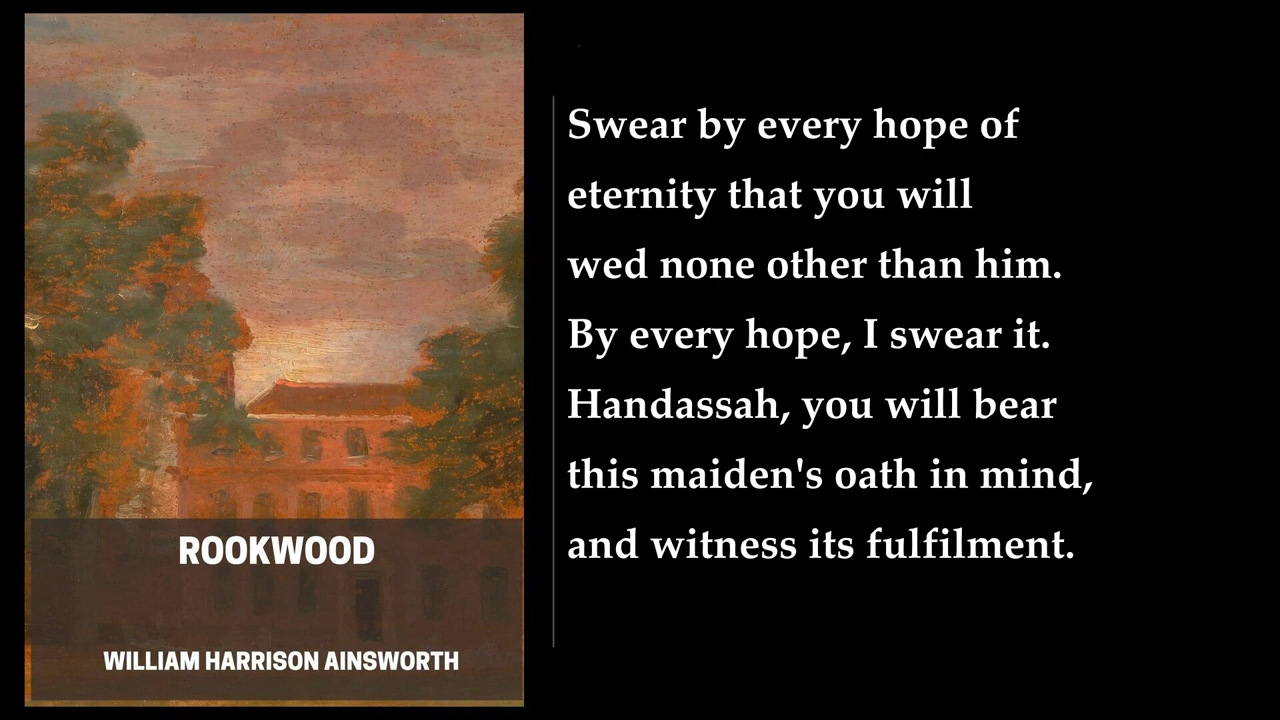 Swear by every hope of
eternity that you will
wed none other than him.
By every hope, I swear it.
Handassah, you will bear
this maiden's oath in mind,
and witness its fulfilment.
ROOKWOOD
WILLIAM HARRISON AINSWORTH